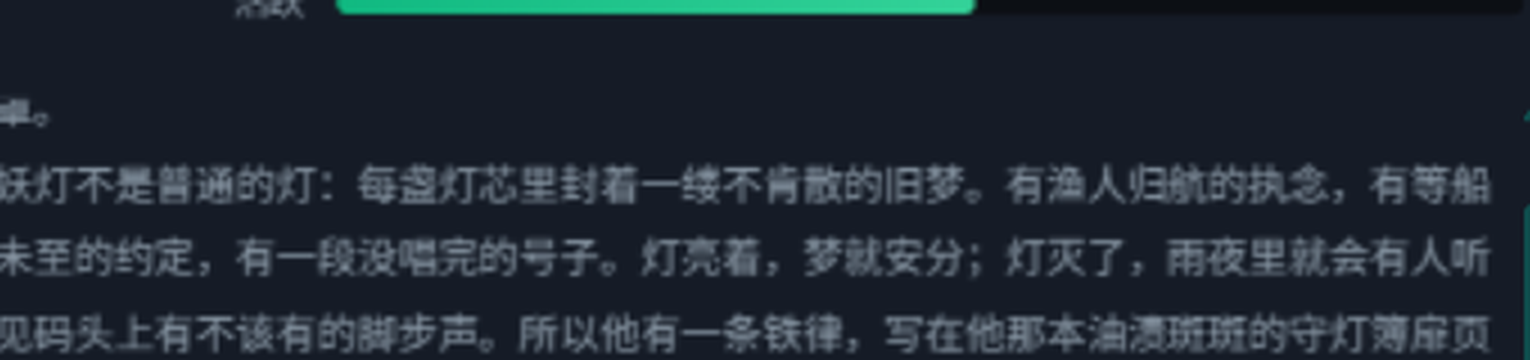 活跃
。
妖灯不是普通的灯：每盏灯芯里封着一缕不肯散的旧梦。有渔人归航的执念，有等船
未至的约定，有一段没唱完的号子。灯亮着，梦就安分；灯灭了，雨夜里就会有人听
见码头上有不该有的脚步声。所以他有一条铁律，写在他那本油渍斑斑的守灯簿扉页